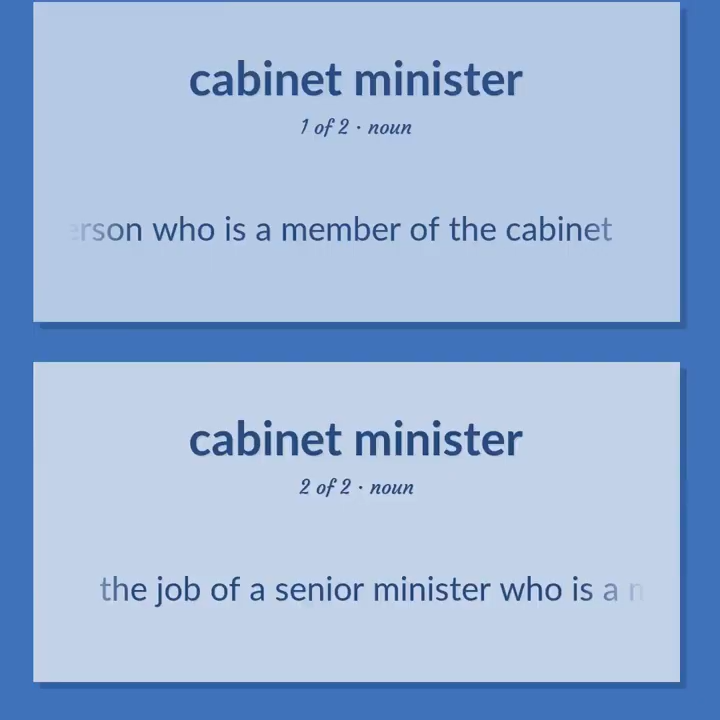 cabinet minister
1 of 2 · noun
erson who is a member of the cabinet
cabinet minister
2 of 2 · noun
the job of a senior minister who is a